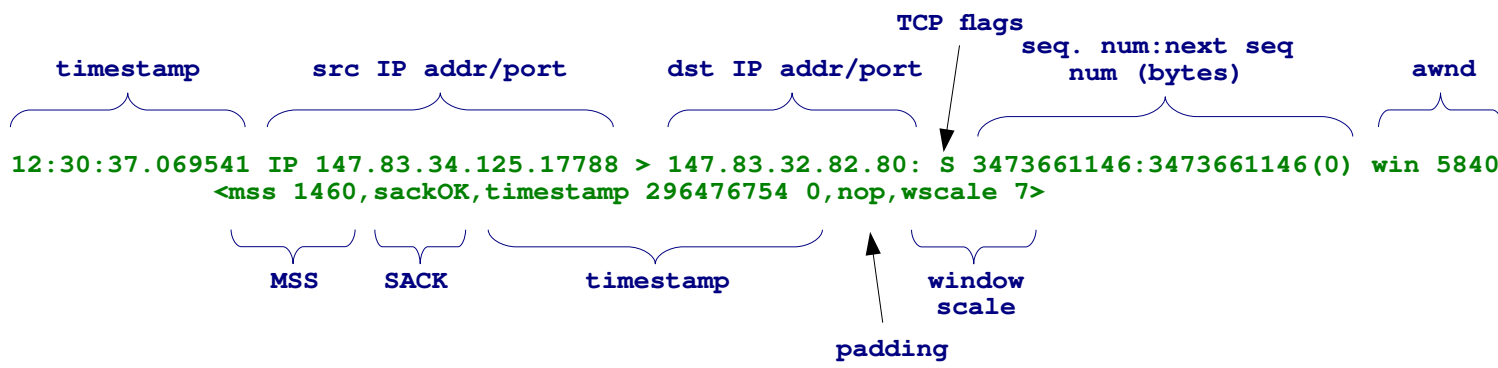 TCP flags
timestamp src IP addr/port dst IP addr/port seq. num:next seq awnd
num (bytes)
12:30:37.069541 IP 147.83.34.125.17788 > 147.83.32.82.80: S 3473661146:3473661146(0) win 5840
<mss 1460,sackOK,timestamp 296476754 0,nop,wscale 7>
MSS SACK timestamp window
scale
padding